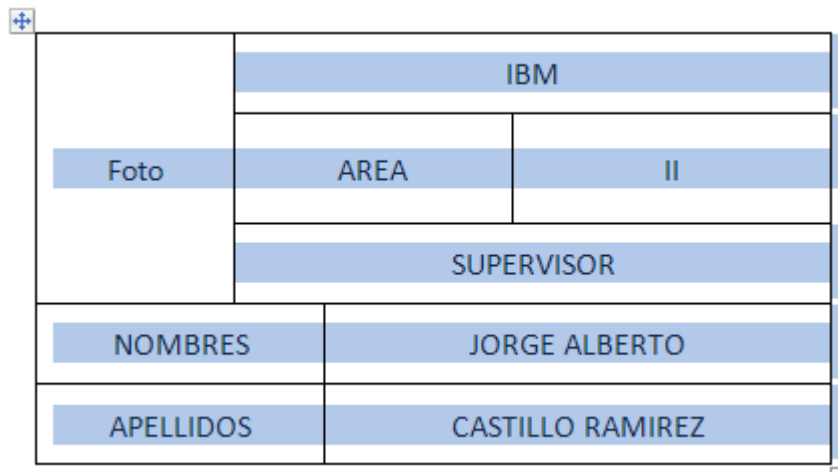 IBM
Foto AREA II
SUPERVISOR
NOMBRES JORGE ALBERTO
APELLIDOS CASTILLO RAMIREZ